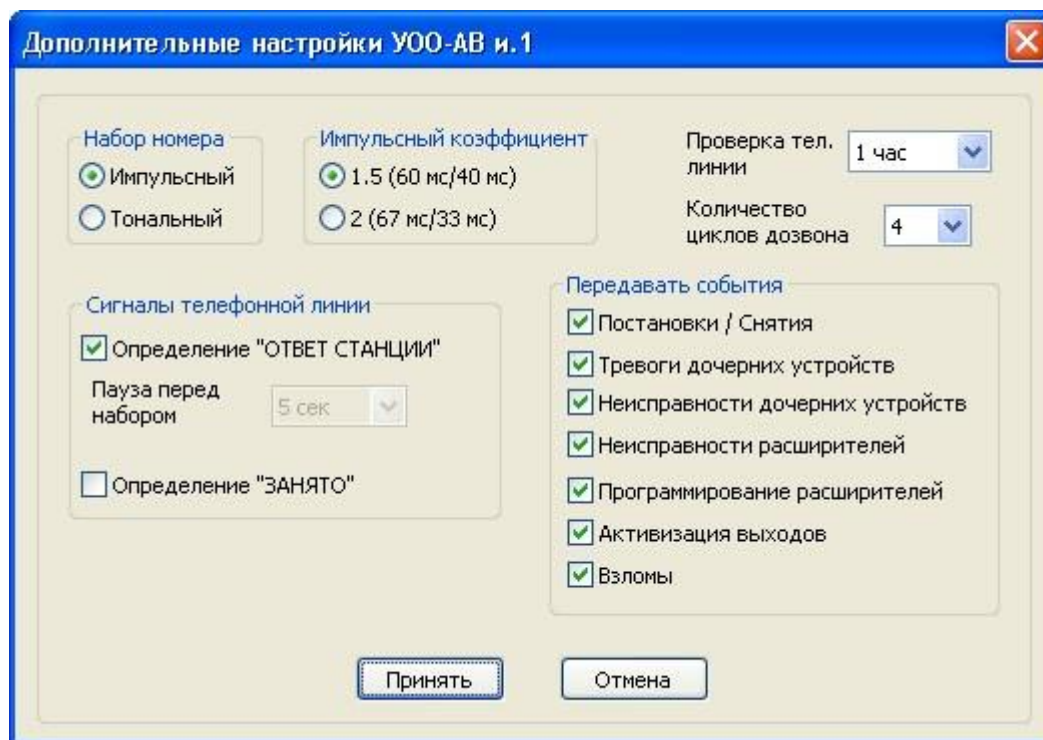 Дополнительные настройки УОО-АВ и.1
Набор номера
Импульсный
Тональный
Импульсный коэффициент
1.5 (60 мс/40 мс)
2 (67 мс/33 мс)
Проверка тел.
линии
1 час
Количество
циклов дозвона
4
Сигналы телефонной линии
Определение "ОТВЕТ СТАНЦИИ"
Пауза перед
набором
5 сек
Определение "ЗАНЯТО"
Передавать события
Постановки / Снятия
Тревоги дочерних устройств
Неисправности дочерних устройств
Неисправности расширителей
Программирование расширителей
Активизация выходов
Взломы
Принять
Отмена